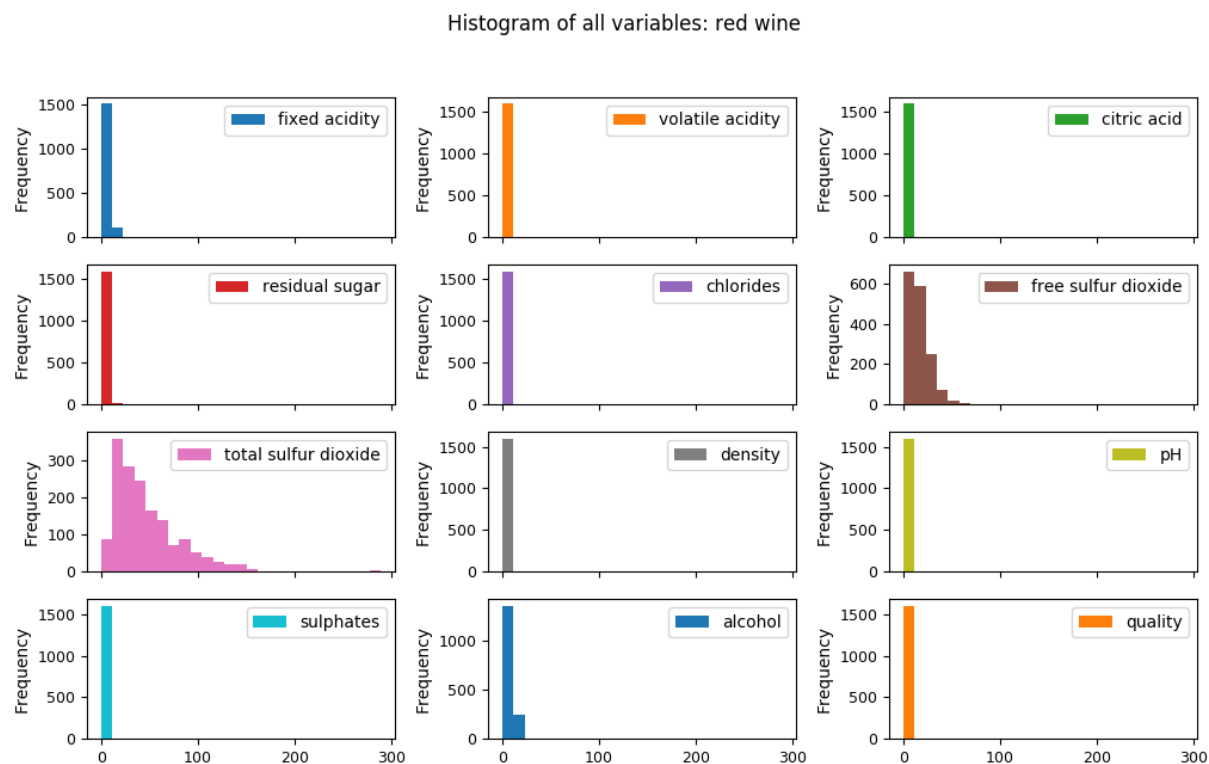 Histogram of all variables: red wine
Frequency
1500
1000
500
0
fixed acidity
0
100
200
300
Frequency
1500
1000
500
0
volatile acidity
Frequency
1500
1000
500
0
citric acid
Frequency
1500
1000
500
0
residual sugar
Frequency
1500
1000
500
0
chlorides
Frequency
600
400
200
0
free sulfur dioxide
Frequency
300
200
100
0
total sulfur dioxide
Frequency
1500
1000
500
0
density
Frequency
1500
1000
500
0
pH
Frequency
1500
1000
500
0
sulphates
0 100 200 300
Frequency
1000
500
0
alcohol
0 100 200 300
Frequency
1500
1000
500
0
quality
0 100 200 300